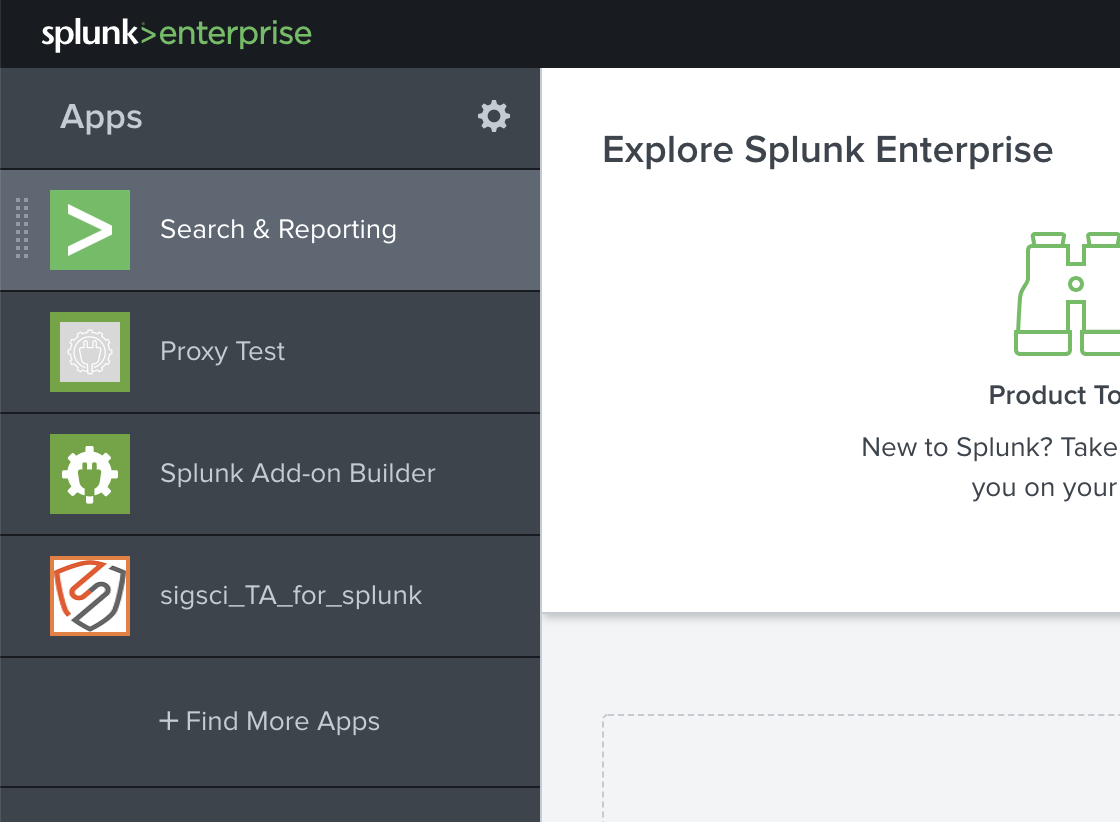 splunk>enterprise
Apps
Explore Splunk Enterprise
Search & Reporting
Proxy Test
Product To
Splunk Add-on Builder
New to Splunk? Take
you on your
sigsci_TA_for_splunk
+ Find More Apps